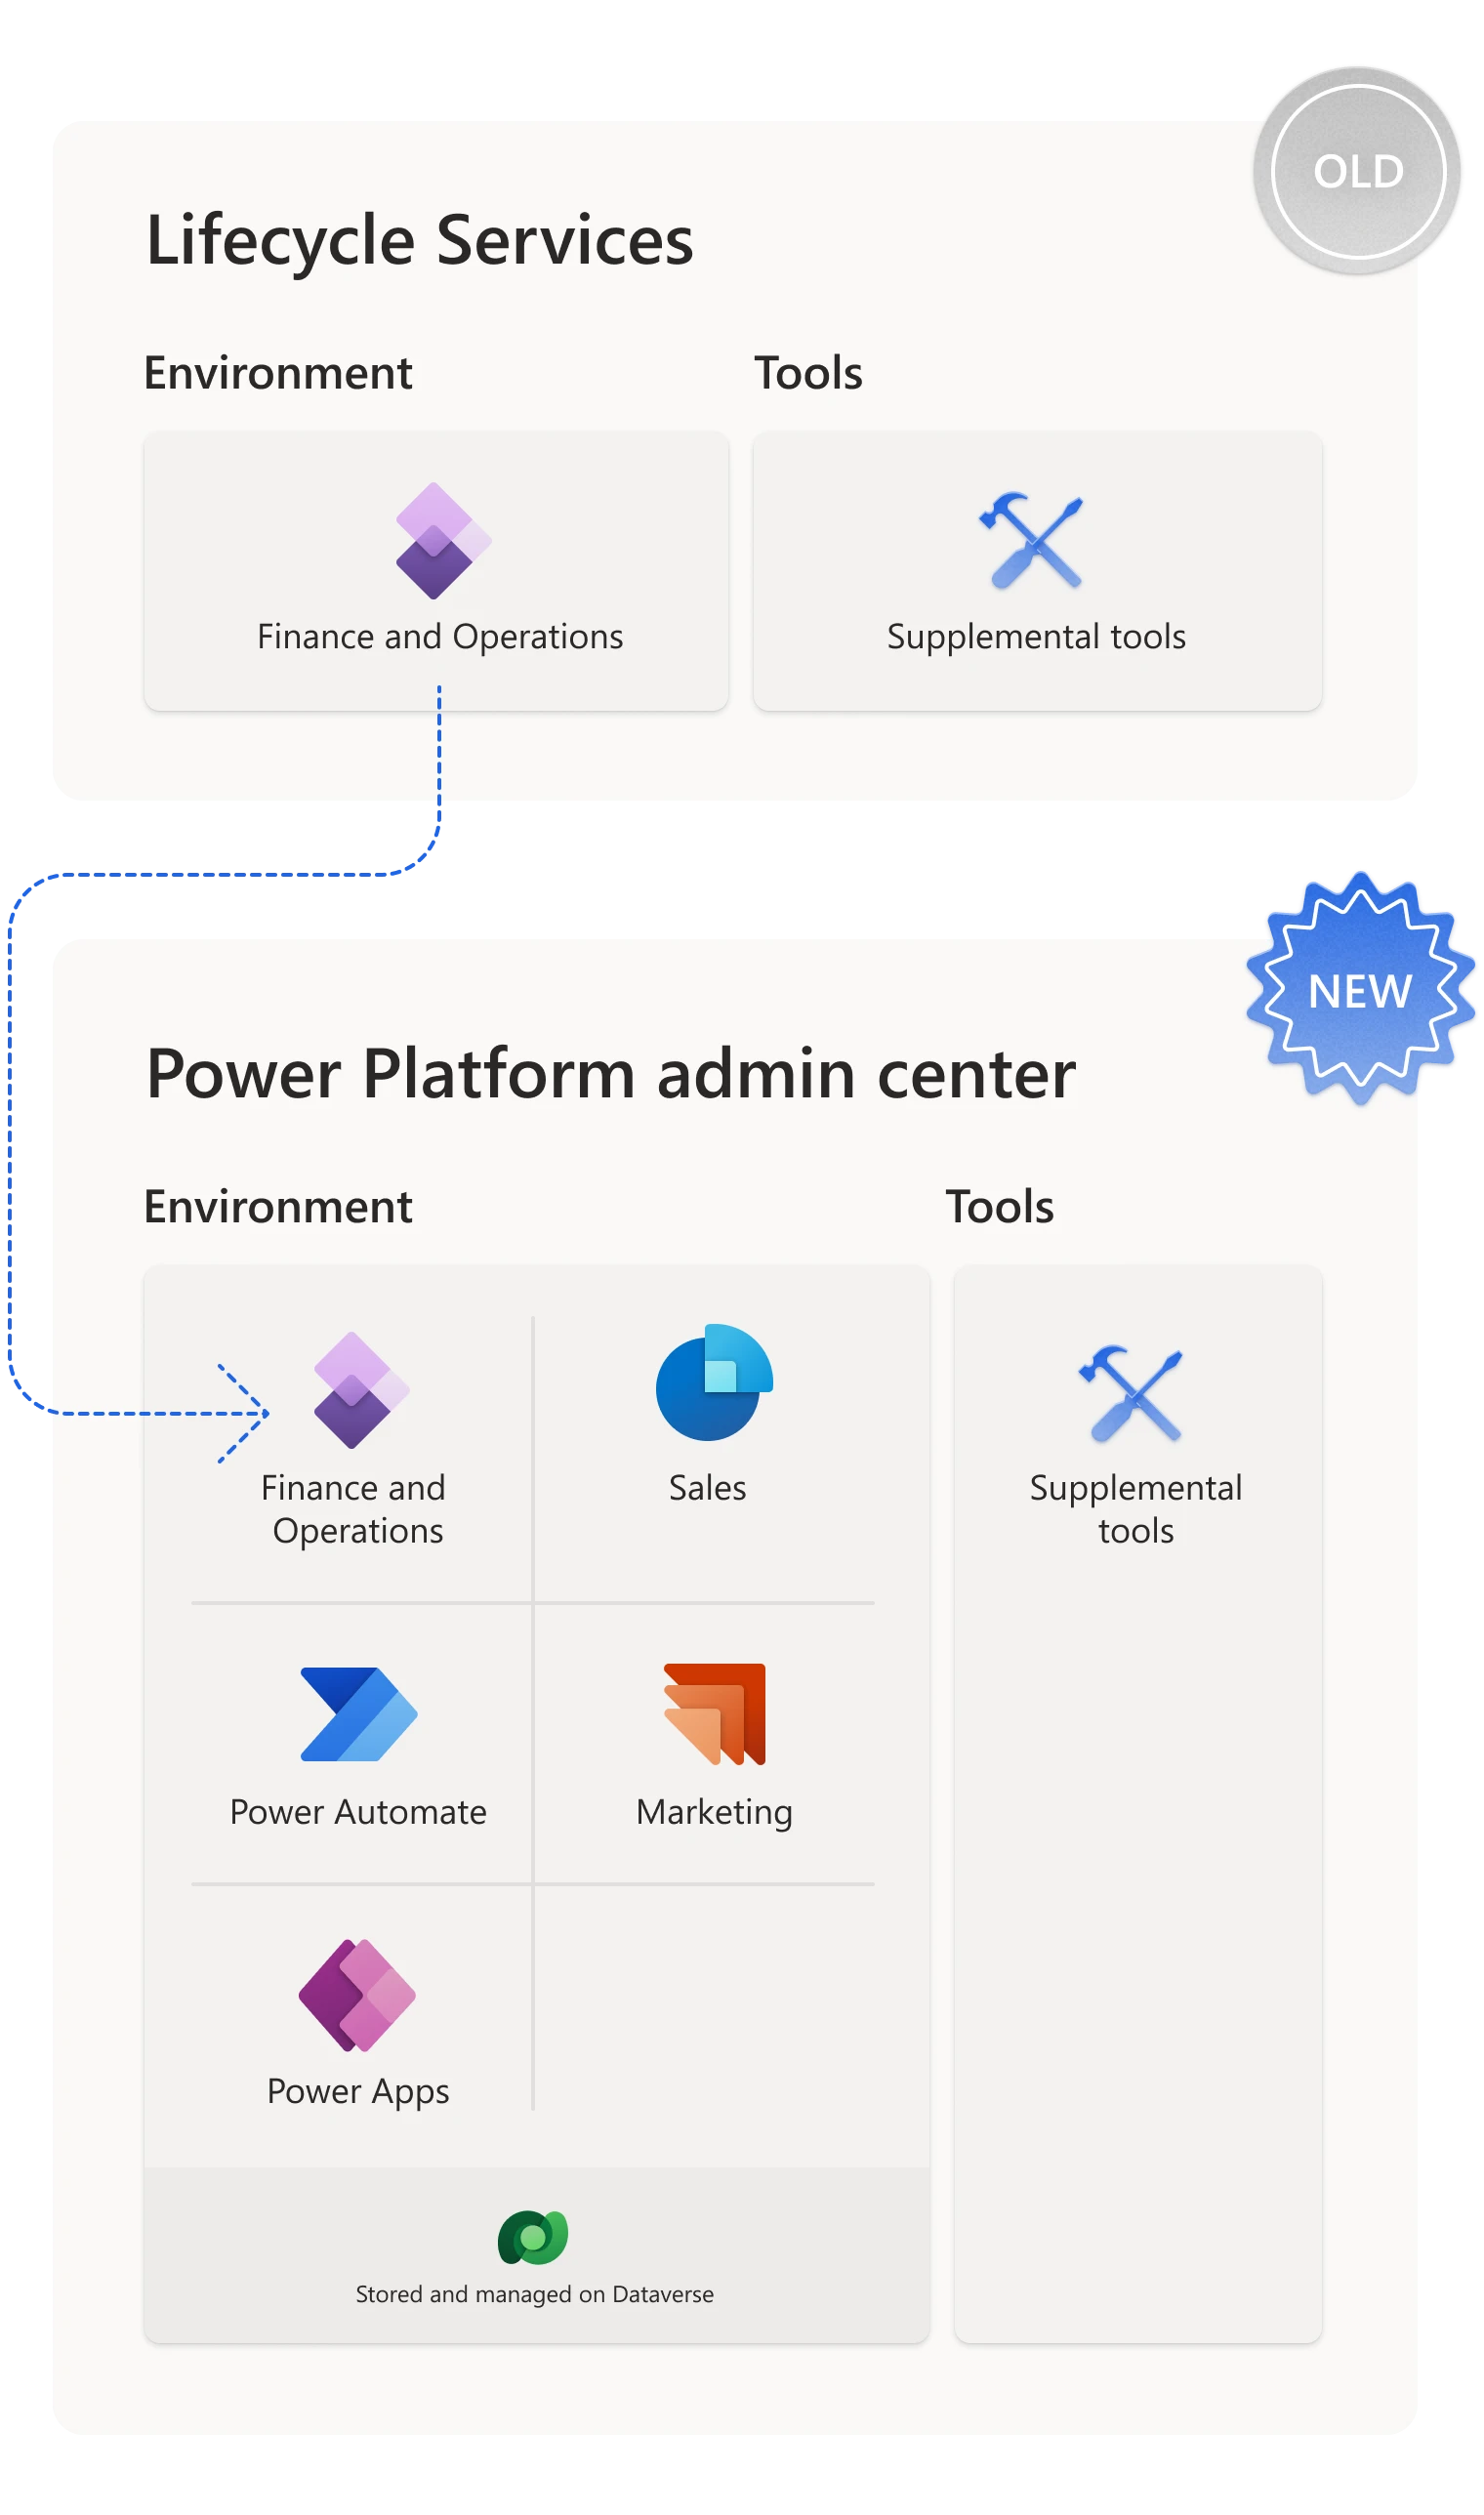 OLD
Lifecycle Services
Environment
Tools
Finance and Operations
Supplemental tools
NEW
Power Platform admin center
Environment
Tools
Finance and
Operations
Sales
Supplemental
tools
Power Automate
Marketing
Power Apps
Stored and managed on Dataverse